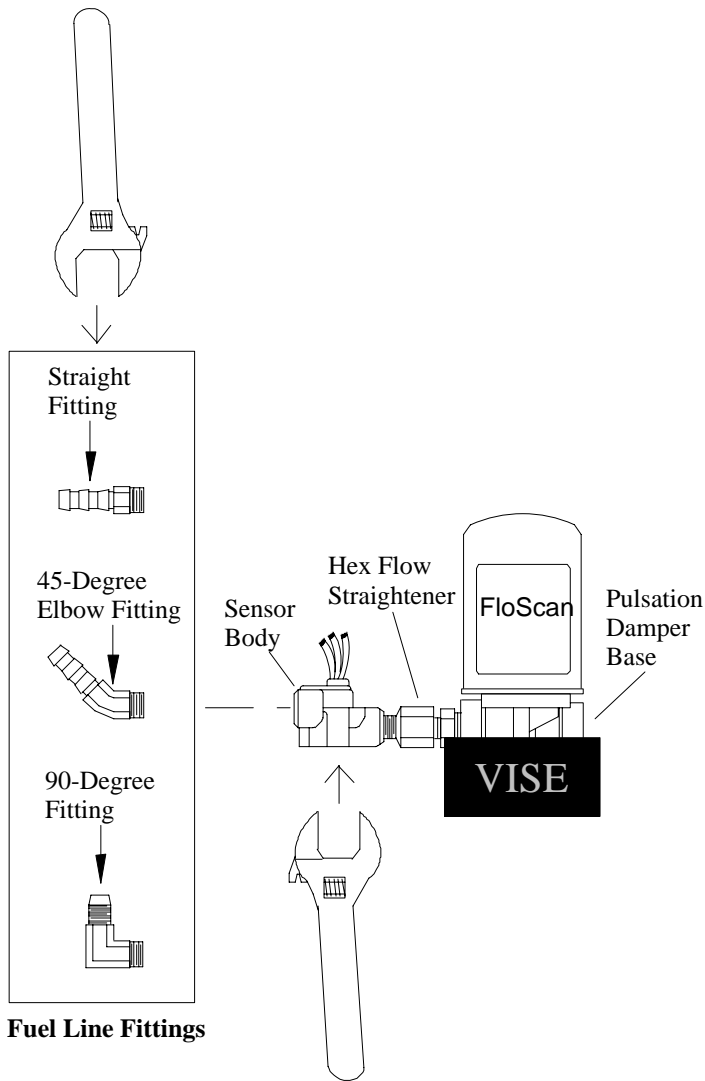 Straight
Fitting
45-Degree
Elbow Fitting
90-Degree
Fitting
Fuel Line Fittings
Sensor
Body
Hex Flow
Straightener
FloScan
Pulsation
Damper
Base
VISE